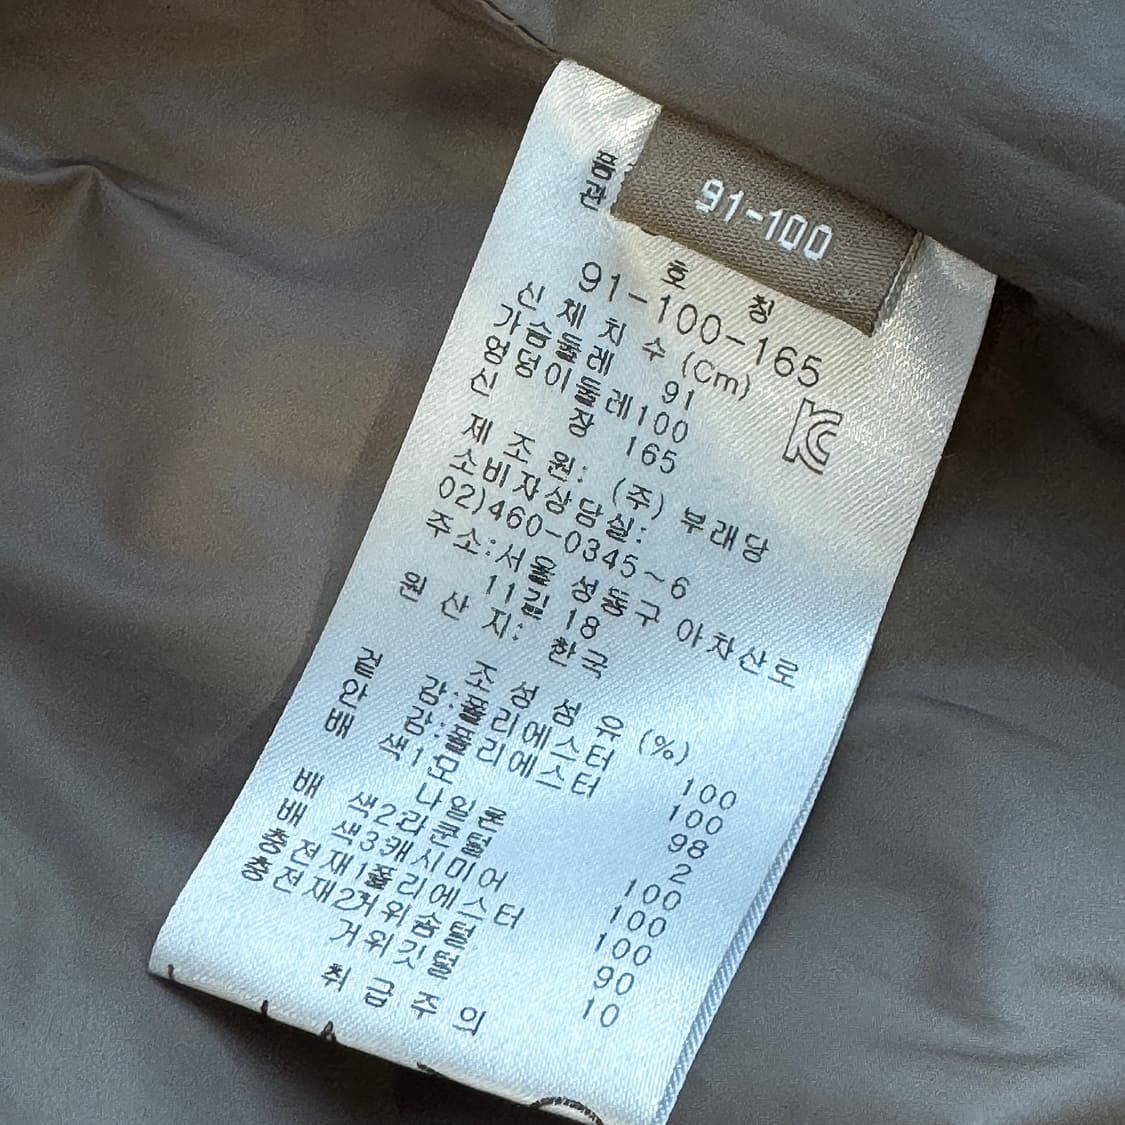 품번
91-100
호 칭
91-100-165
신 체 치 수 (Cm)
가슴둘레 91
엉덩이둘레100
신 장 165
제 조 원: (주) 부래당
소비자상담실:
02)460-0345~6
주소:서울 성동구 아차산로
11길 18
원 산 지: 한국
조 성 섬 유 (%)
겉 감:폴리에스터 100
안 감:폴리에스터 100
배 색1:모 98
나일론 2
배 색2라쿤털 100
배 색3캐시미어 100
충전재1폴리에스터 100
충전재2거위솜털 90
거위깃털 10
취 급 주 의